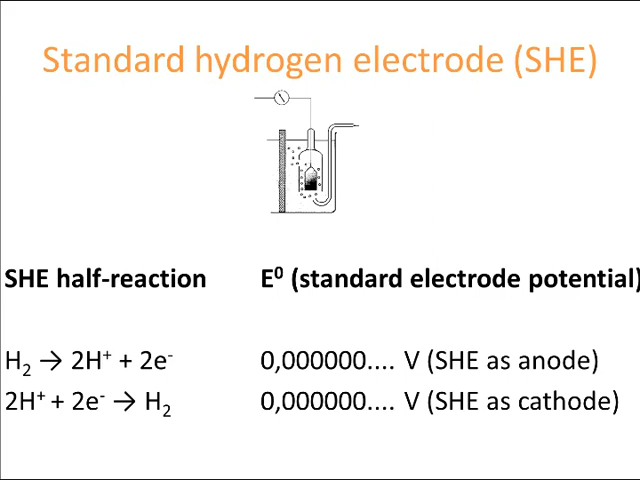 Standard hydrogen electrode (SHE)
SHE half-reaction E⁰ (standard electrode potential)
H₂ → 2H⁺ + 2e⁻ 0,000000.... V (SHE as anode)
2H⁺ + 2e⁻ → H₂ 0,000000.... V (SHE as cathode)